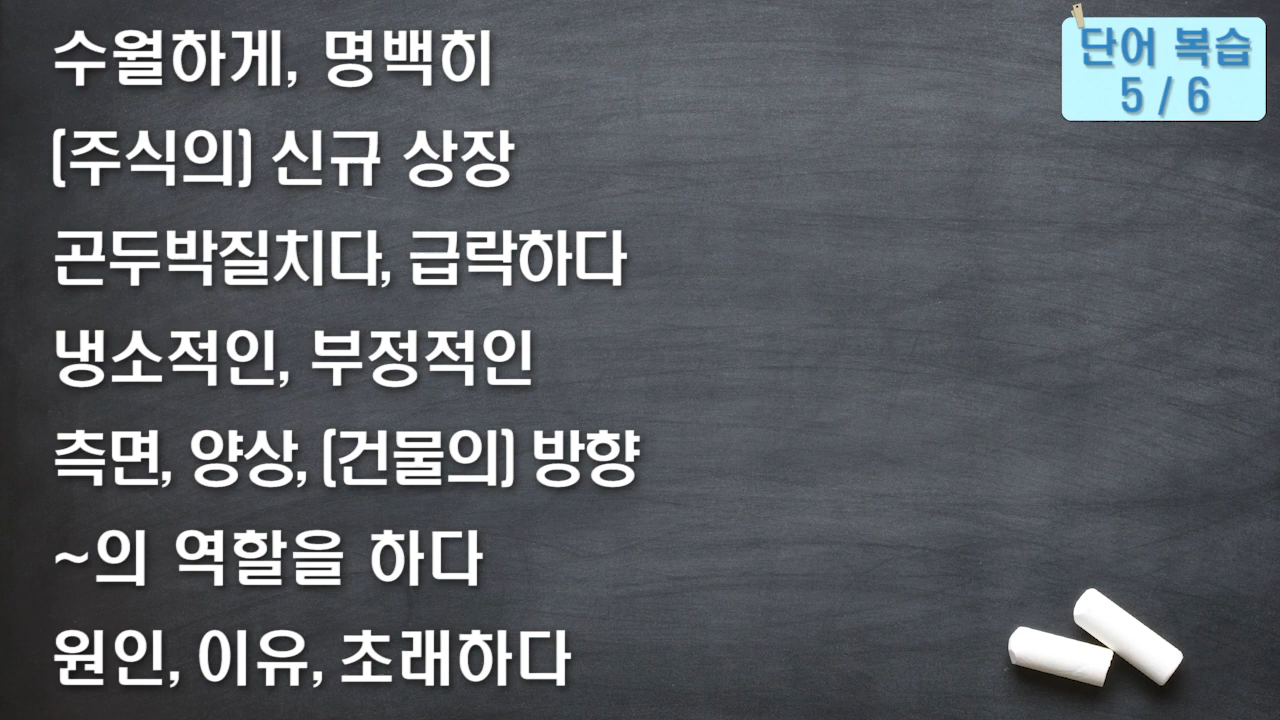 수월하게, 명백히
(주식의) 신규 상장
곤두박질치다, 급락하다
냉소적인, 부정적인
측면, 양상, (건물의) 방향
~의 역할을 하다
원인, 이유, 초래하다
단어 복습
5 / 6